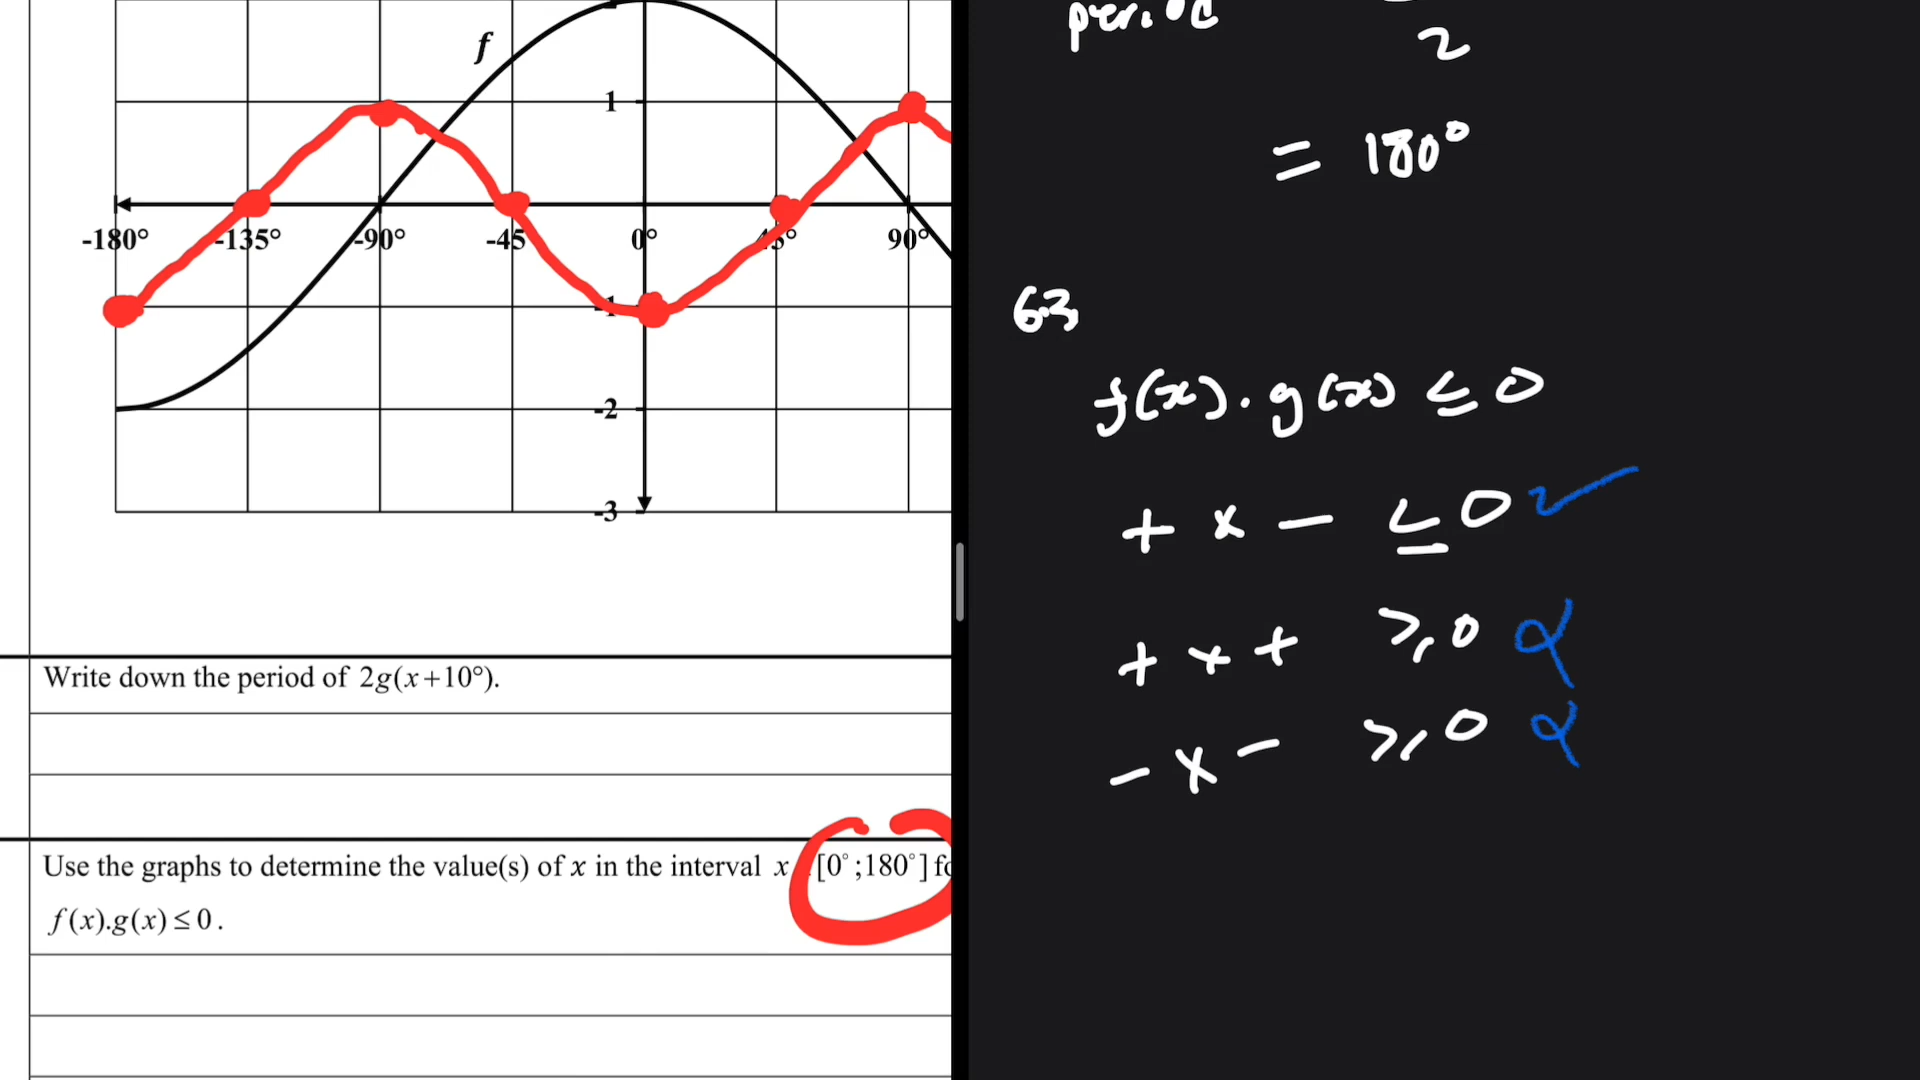 f
1
-180° -135° -90° -45 0° 45° 90°
-1
-2
-3
Write down the period of 2g(x+10°).
Use the graphs to determine the value(s) of x in the interval x [0°;180°] fo
f(x).g(x) ≤ 0.
period
2
= 180°
6.3
f(x). g(x) ≤ 0
+ x - ≤ 0
+ x + ≥ 0
- x - ≥ 0